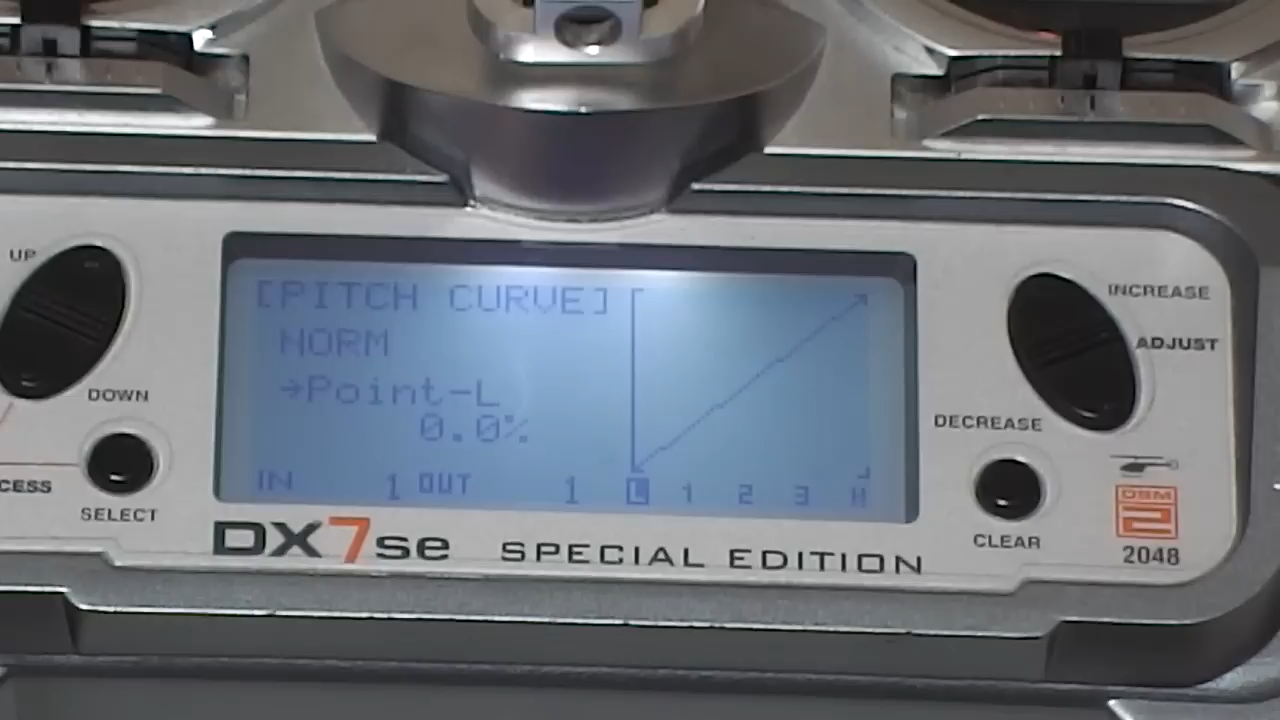 UP
DOWN
CESS
SELECT
[PITCH CURVE]
NORM
→Point-L
0.0%
IN 1 OUT 1
L 1 2 3 H
INCREASE
ADJUST
DECREASE
CLEAR
DSM
2
2048
DX7se SPECIAL EDITION